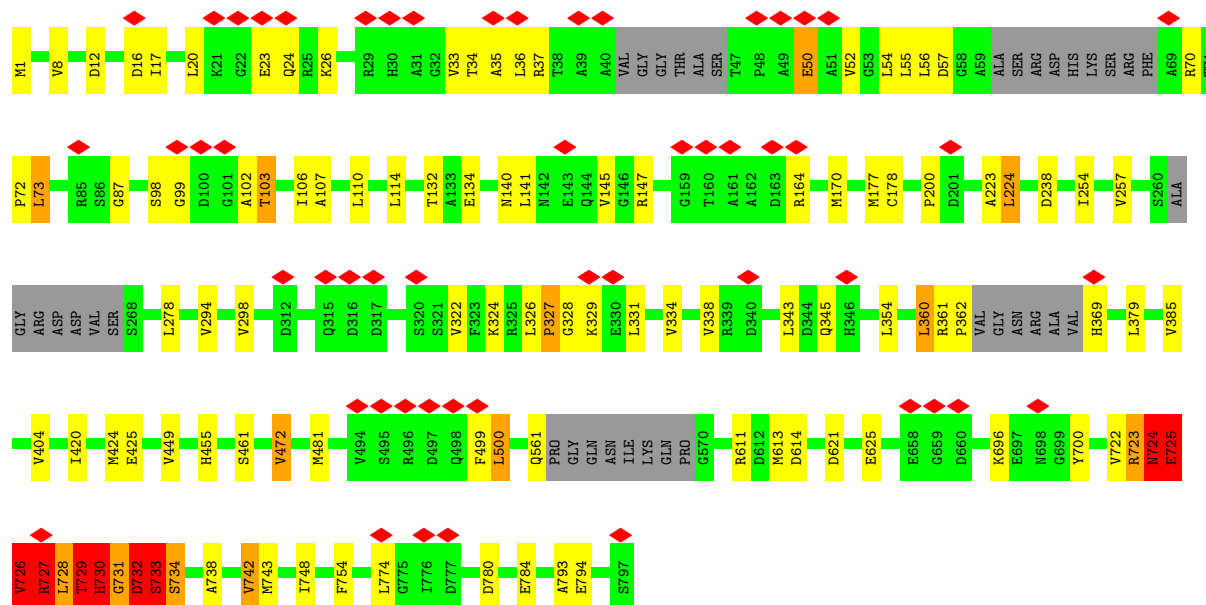 M1 V8 D12 D16 I17 L20 K21 G22 E23 Q24 R25 K26 R29 H30 A31 G32 V33 T34 A35 L36 R37 T38 A39 A40 VAL GLY GLY THR ALA SER T47 P48 A49 E50 A51 V52 G53 L54 L55 L56 D57 G58 A59 ALA SER ARG ASP HIS LYS SER ARG PHE A69 R70
P72 L73 R85 S86 G87 S98 G99 D100 G101 A102 T103 I106 A107 L110 L114 T132 A133 E134 N140 L141 N142 E143 Q144 V145 G146 R147 G159 T160 A161 A162 D163 R164 M170 M177 C178 P200 D201 A223 L224 D238 I254 V257 S260 ALA
GLY ARG ASP ASP VAL SER S268 L278 V294 V298 D312 Q315 D316 D317 S320 S321 V322 F323 K324 R325 L326 P327 G328 K329 E330 L331 V334 V338 R339 D340 L343 D344 Q345 H346 L354 L360 R361 P362 VAL GLY ASN ARG ALA VAL H369 L379 V385
V404 I420 M424 E425 V449 H455 S461 V472 M481 V494 S495 R496 D497 Q498 F499 L500 Q561 PRO GLY GLN ASN ILE LYS GLN PRO G570 R611 D612 M613 D614 D621 E625 E658 G659 D660 K696 E697 N698 G699 Y700 V722 R723 N724 E725
V726 R727 L728 T729 H730 G731 D732 S733 S734 A738 V742 M743 I748 F754 L774 G775 I776 D777 D780 E784 A793 E794 S797